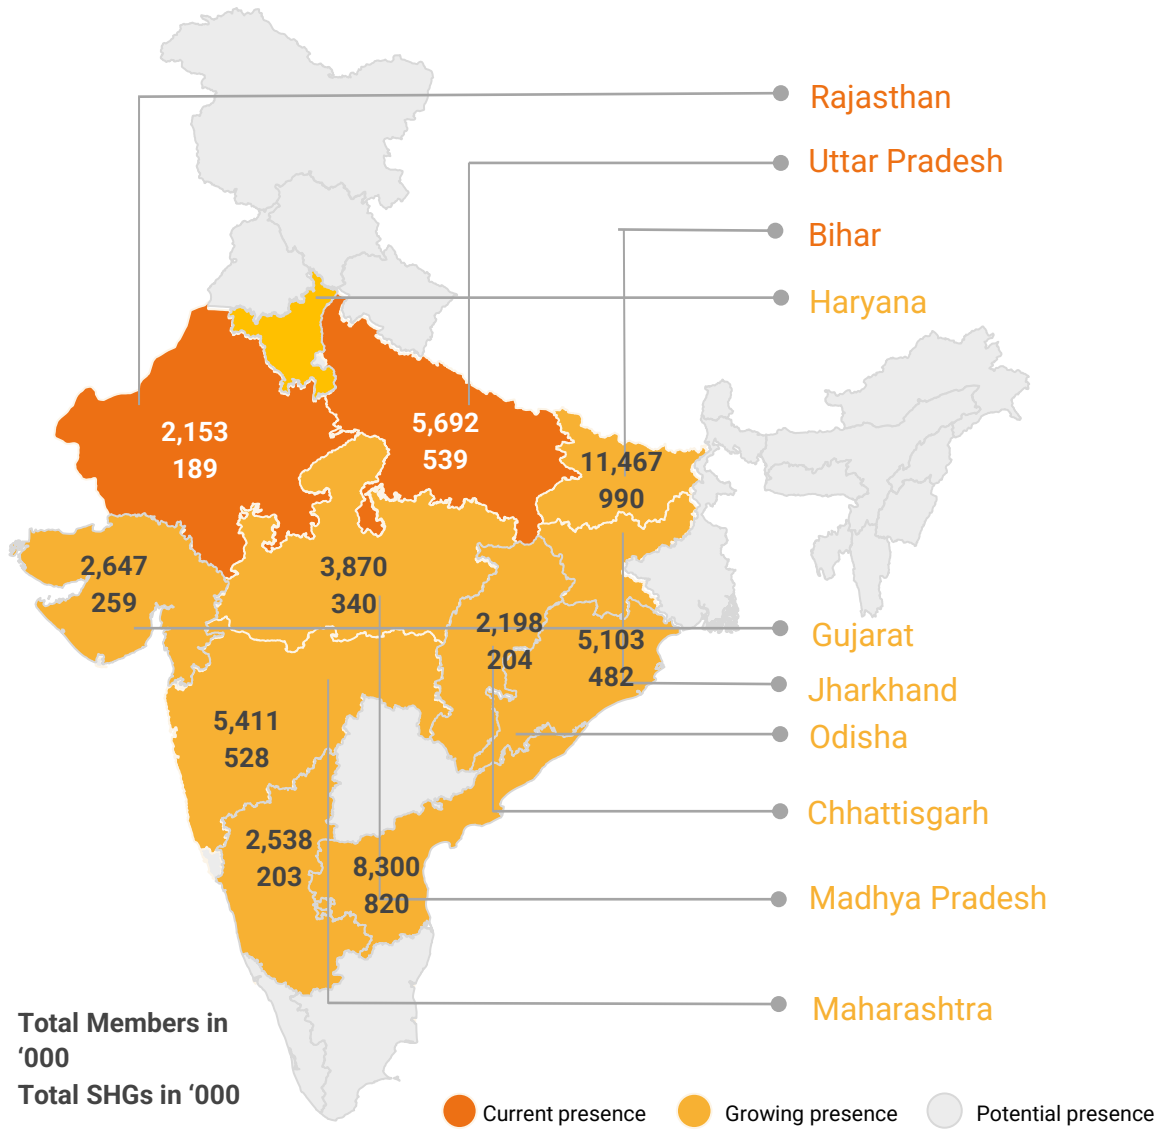 Rajasthan
Uttar Pradesh
Bihar
Haryana
2,153
189
5,692
539
11,467
990
2,647
259
3,870
340
2,198
204
5,103
482
Gujarat
Jharkhand
Odisha
5,411
528
Chhattisgarh
2,538
203
8,300
820
Madhya Pradesh
Maharashtra
Total Members in
‘000
Total SHGs in ‘000
Current presence
Growing presence
Potential presence